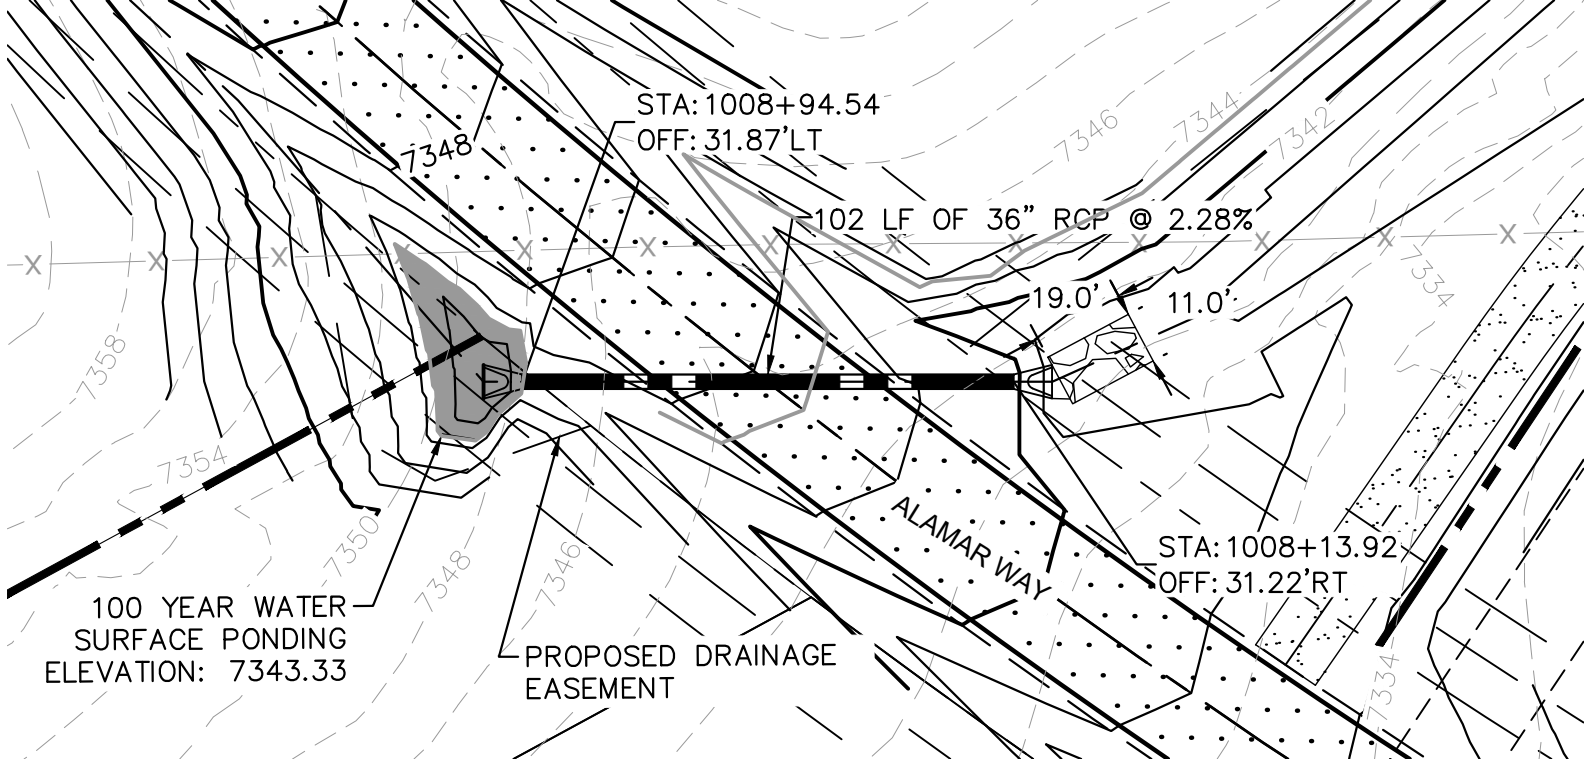 STA: 1008+94.54
OFF: 31.87'LT
7348
7346
7344
7342
102 LF OF 36” RCP @ 2.28%
X X X X X X X X X X X X X
19.0'
11.0'
7334
7358
7354
7350
7348
7346
ALAMAR WAY
STA: 1008+13.92
OFF: 31.22'RT
100 YEAR WATER
SURFACE PONDING
ELEVATION: 7343.33
PROPOSED DRAINAGE
EASEMENT
7334